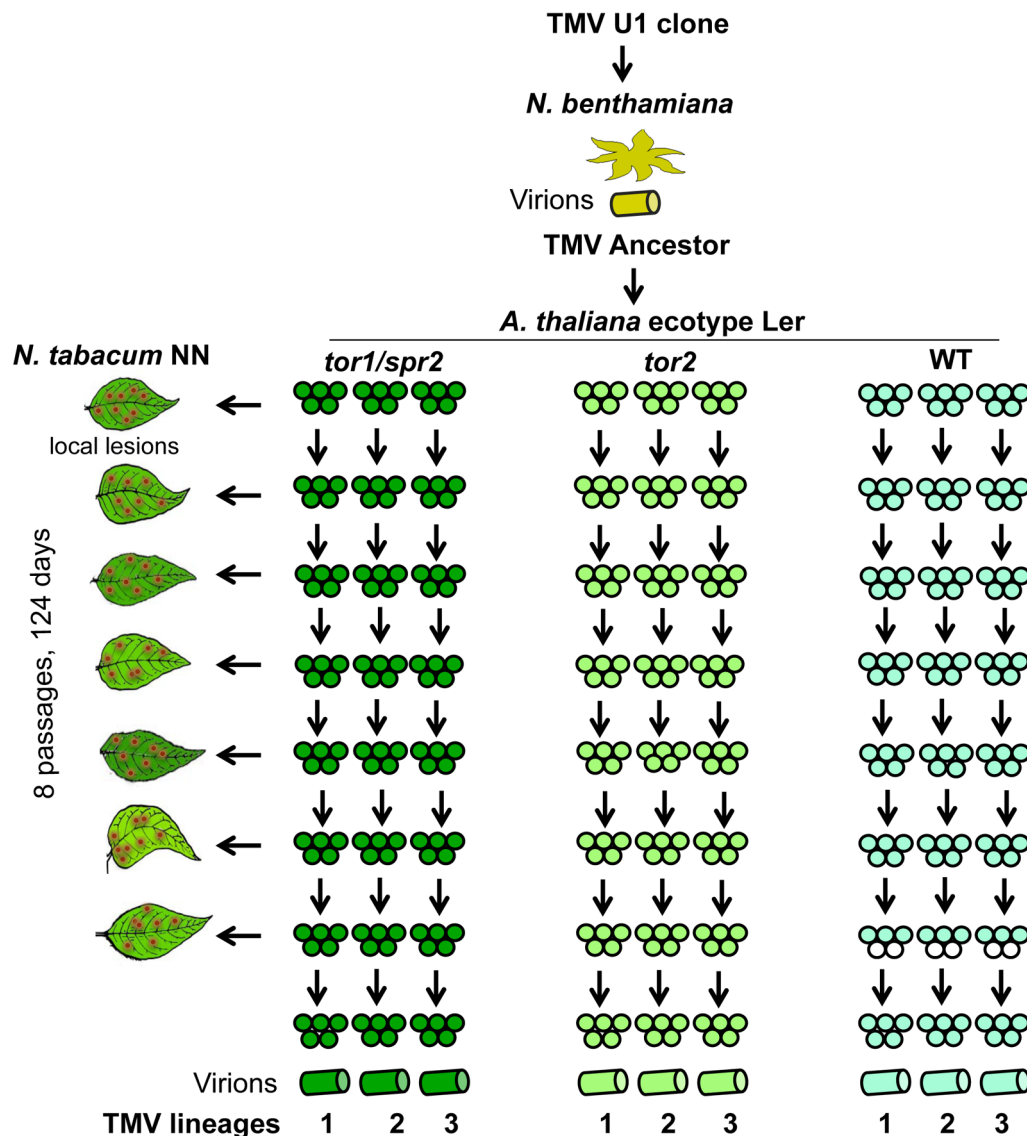 TMV U1 clone
N. benthamiana
Virions
TMV Ancestor
A. thaliana ecotype Ler
N. tabacum NN
tor1/spr2
tor2
WT
local lesions
8 passages, 124 days
Virions
TMV lineages 1 2 3 1 2 3 1 2 3